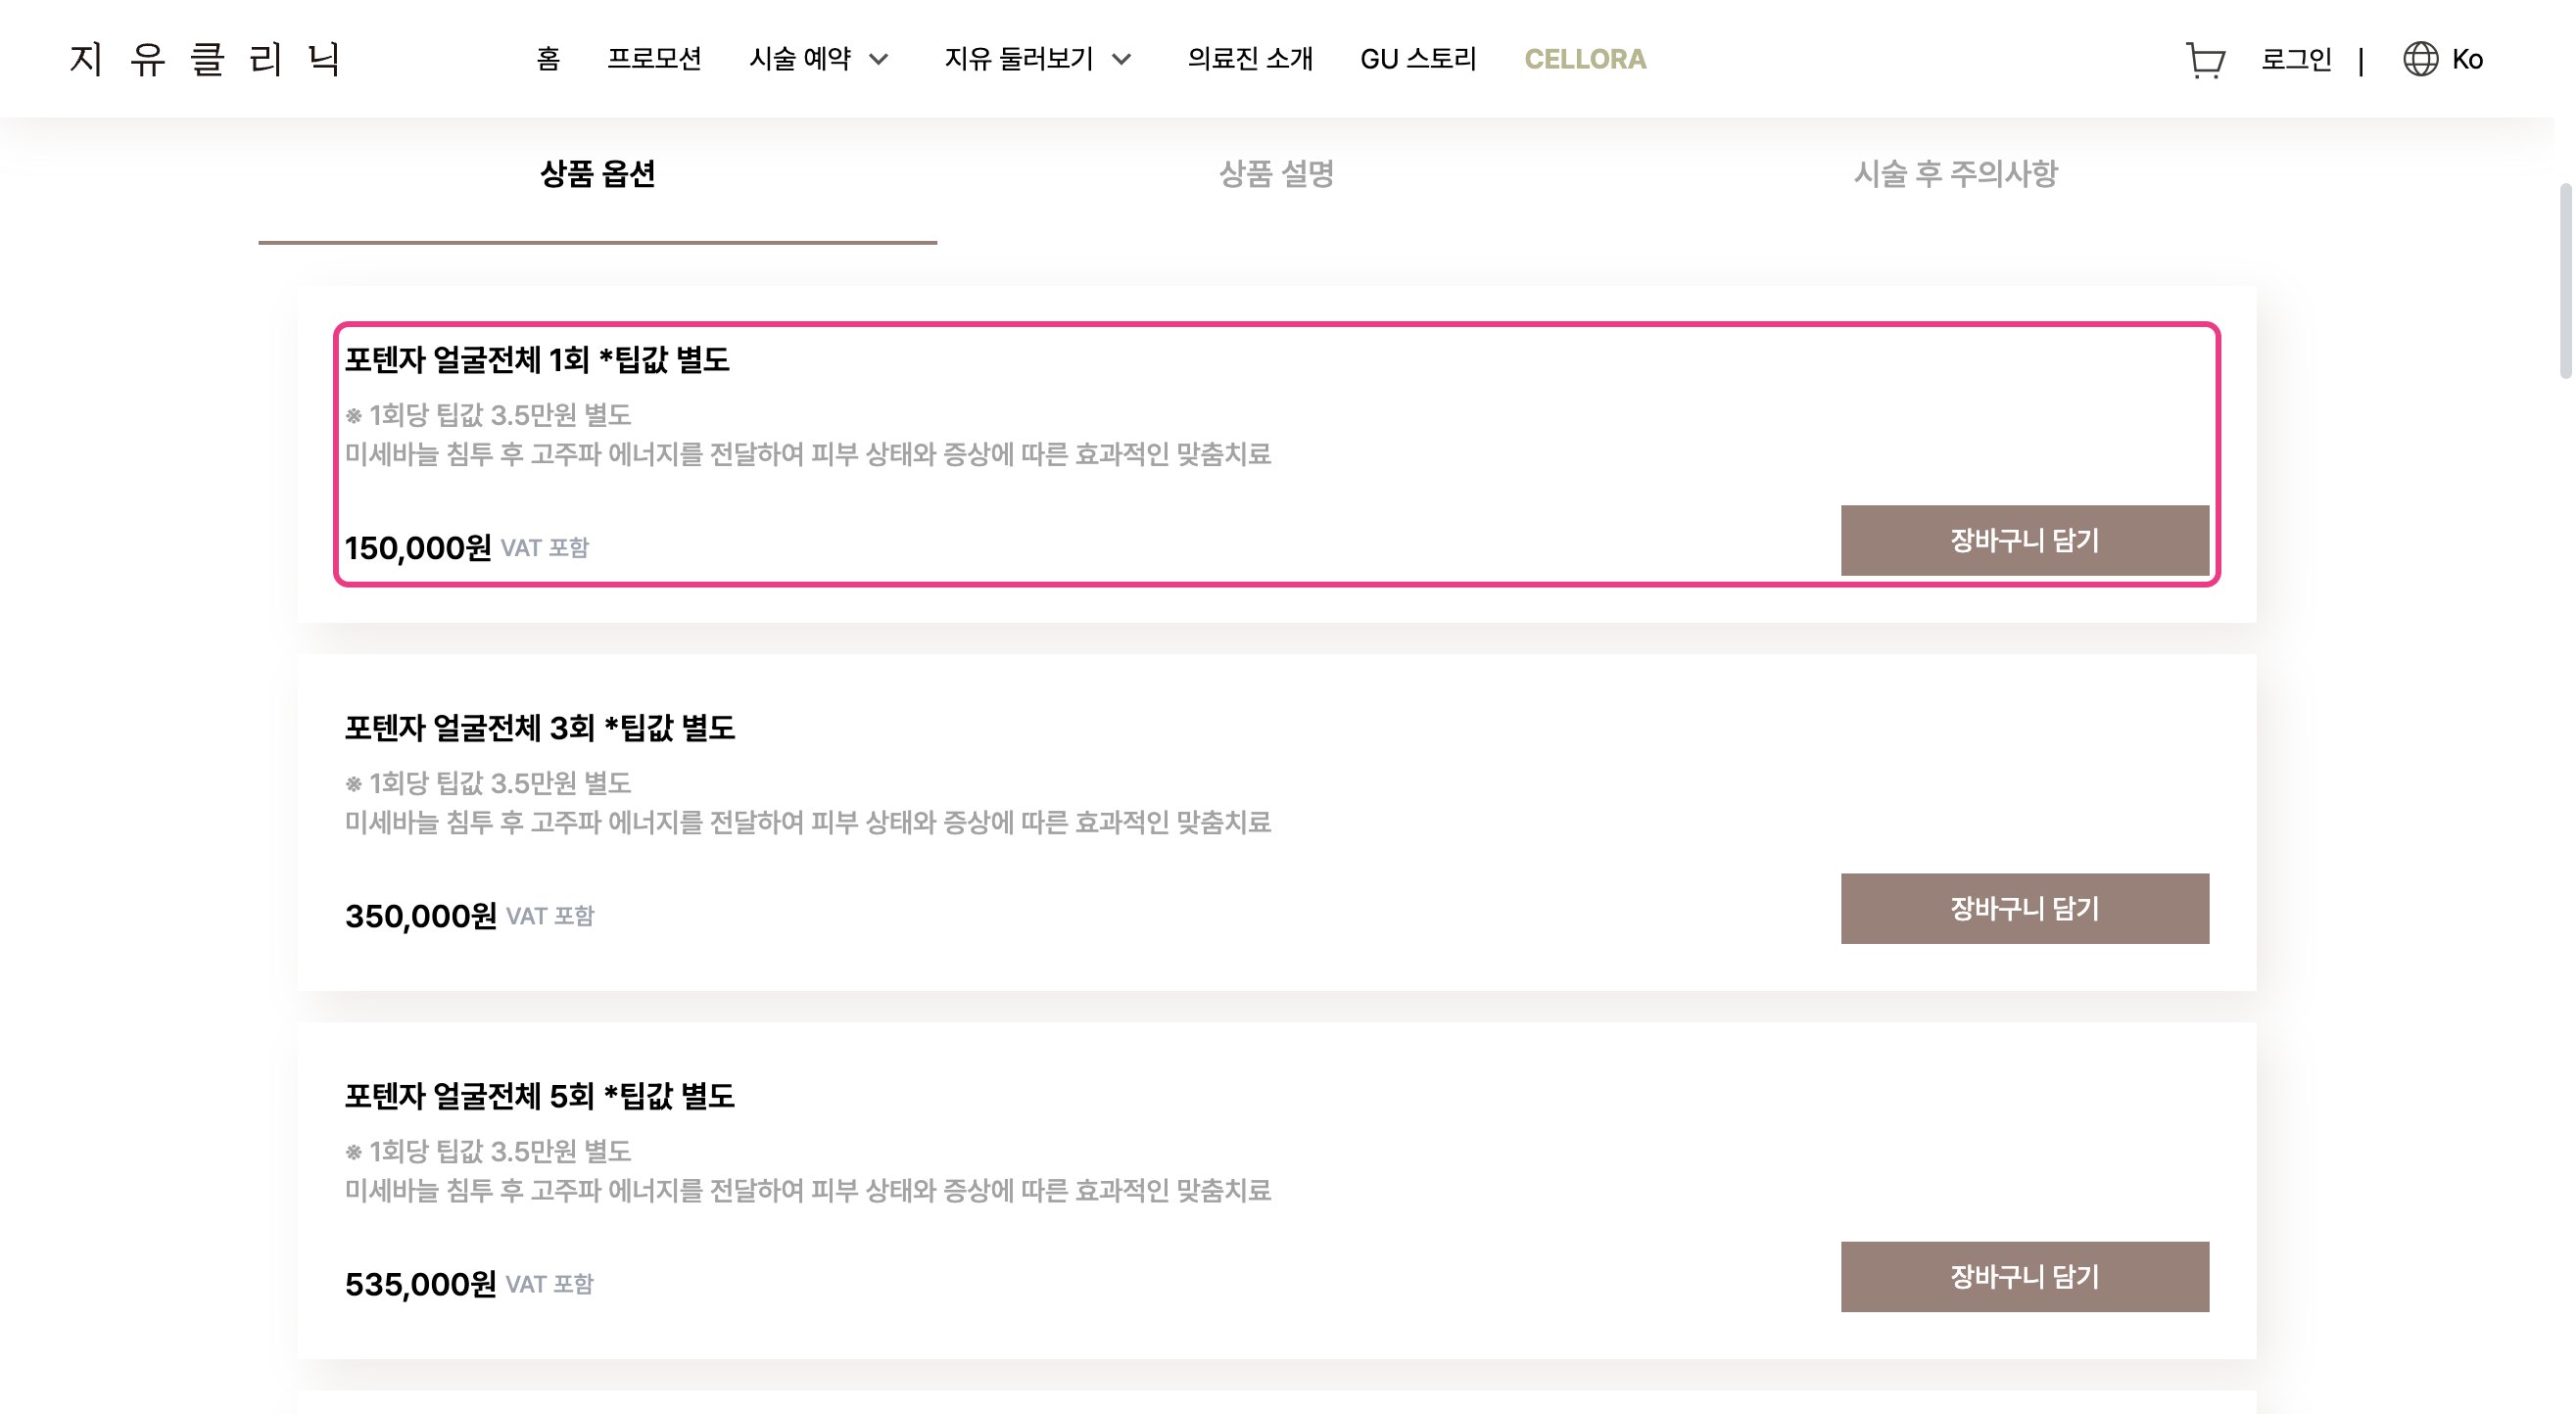 지유클리닉
홈 프로모션 시술 예약 지유 둘러보기 의료진 소개 GU 스토리 CELLORA 로그인 | Ko
상품 옵션 상품 설명 시술 후 주의사항
포텐자 얼굴전체 1회 *팁값 별도
※ 1회당 팁값 3.5만원 별도
미세바늘 침투 후 고주파 에너지를 전달하여 피부 상태와 증상에 따른 효과적인 맞춤치료
150,000원 VAT 포함
장바구니 담기
포텐자 얼굴전체 3회 *팁값 별도
※ 1회당 팁값 3.5만원 별도
미세바늘 침투 후 고주파 에너지를 전달하여 피부 상태와 증상에 따른 효과적인 맞춤치료
350,000원 VAT 포함
장바구니 담기
포텐자 얼굴전체 5회 *팁값 별도
※ 1회당 팁값 3.5만원 별도
미세바늘 침투 후 고주파 에너지를 전달하여 피부 상태와 증상에 따른 효과적인 맞춤치료
535,000원 VAT 포함
장바구니 담기